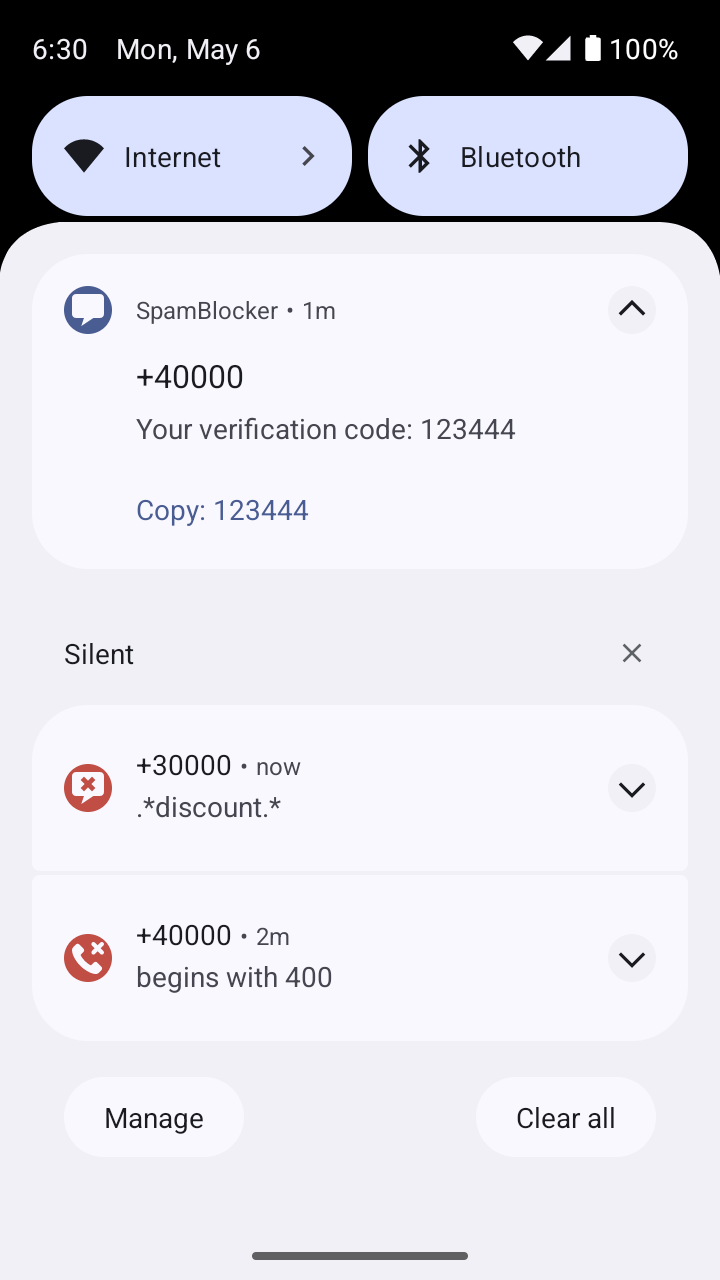 6:30 Mon, May 6 100%
Internet Bluetooth
SpamBlocker • 1m
+40000
Your verification code: 123444
Copy: 123444
Silent
+30000 • now
.*discount.*
+40000 • 2m
begins with 400
Manage Clear all